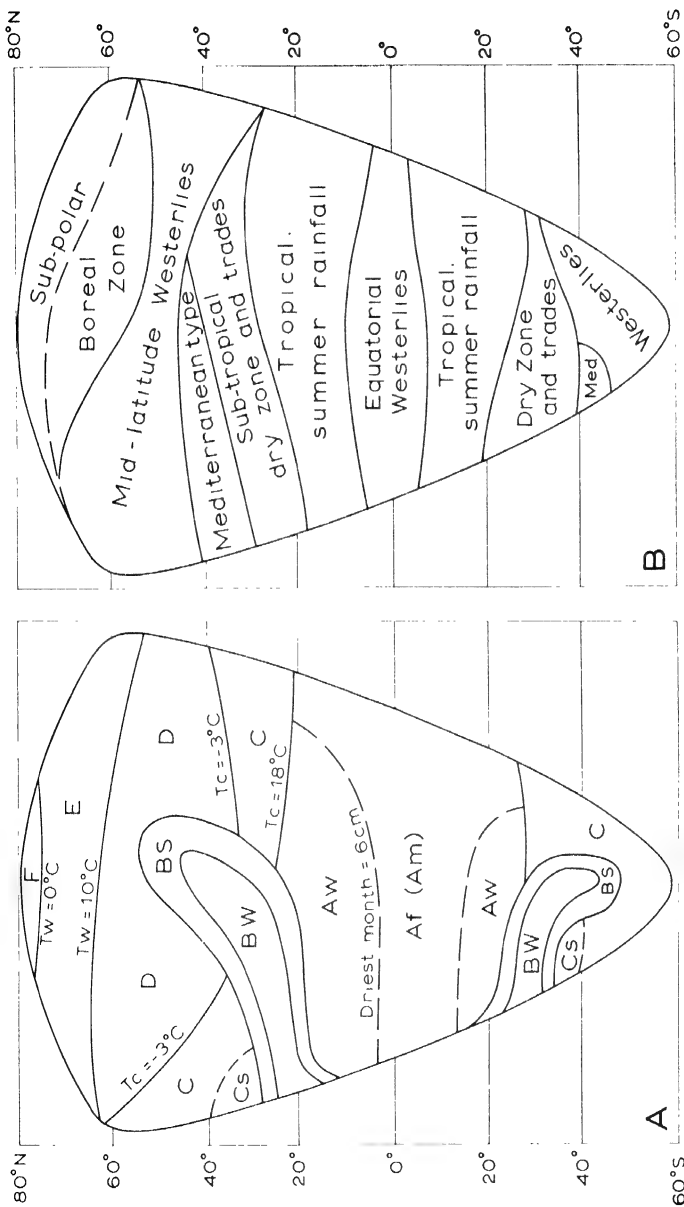 80°N
60°
40°
20°
0°
20°
40°
60°S
F
Tw = 0°C
E
Tw = 10°C
D
D
Tc = -3°C
Tc = -3°C
BS
C
C
Tc = 18°C
Cs
BW
Aw
Driest month = 6cm
Af (Am)
Aw
C
BW
BS
Cs
A
80°N
60°
40°
20°
0°
20°
40°
60°S
Sub-polar
Boreal
Zone
Mid-latitude Westerlies
Mediterranean type
Sub-tropical
dry zone and trades
Tropical.
summer rainfall
Equatorial
Westerlies
Tropical.
summer rainfall
Dry Zone
and trades
Med
Westerlies
B